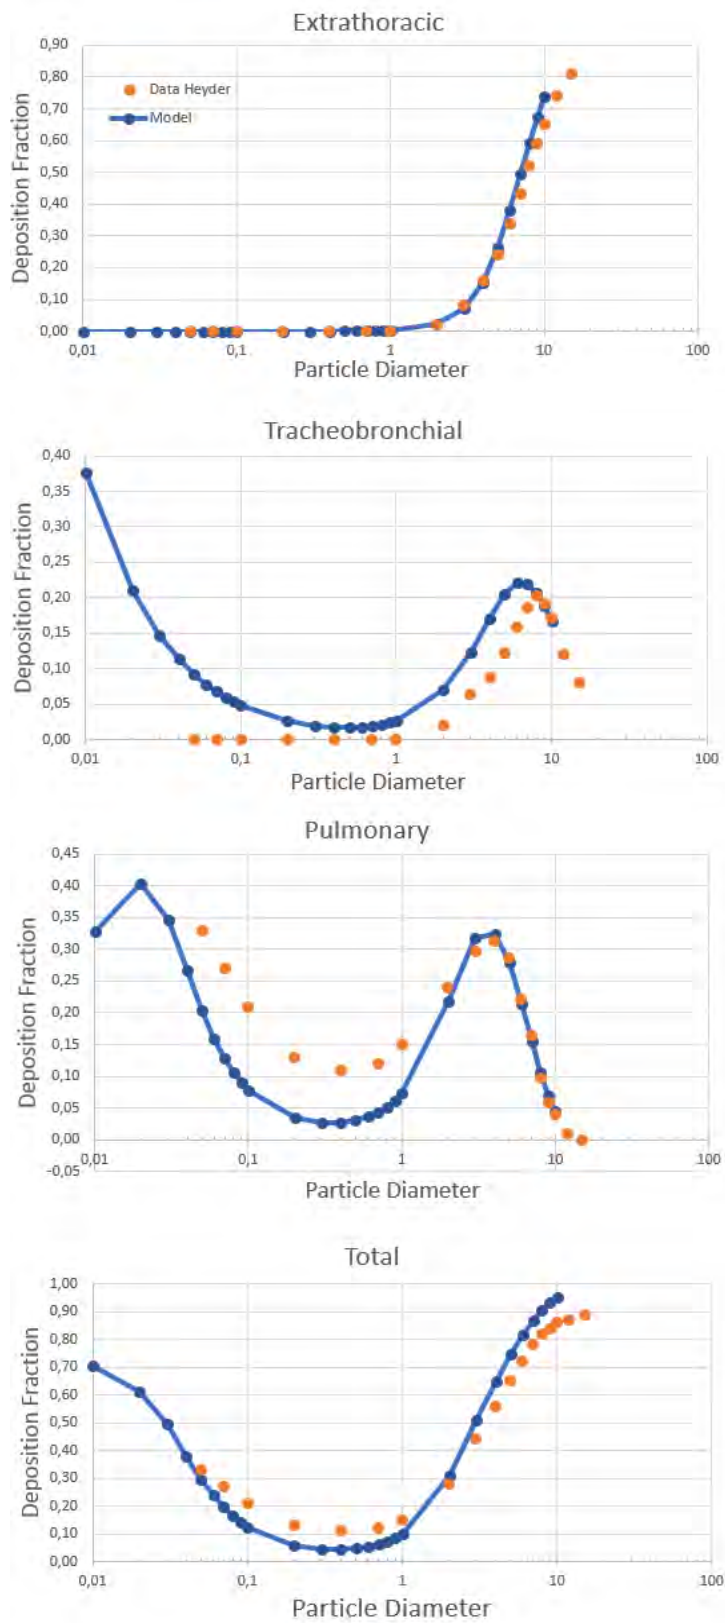 Extrathoracic
0,90
0,80
0,70
0,60
0,50
0,40
0,30
0,20
0,10
0,00
Deposition Fraction
Data Heyder
Model
0,01 0,1 1 10 100
Particle Diameter
Tracheobronchial
0,40
0,35
0,30
0,25
0,20
0,15
0,10
0,05
0,00
Deposition Fraction
0,01 0,1 1 10 100
Particle Diameter
Pulmonary
0,45
0,40
0,35
0,30
0,25
0,20
0,15
0,10
0,05
0,00
-0,05
Deposition Fraction
0,01 0,1 1 10 100
Particle Diameter
Total
1,00
0,90
0,80
0,70
0,60
0,50
0,40
0,30
0,20
0,10
0,00
Deposition Fraction
0,01 0,1 1 10 100
Particle Diameter